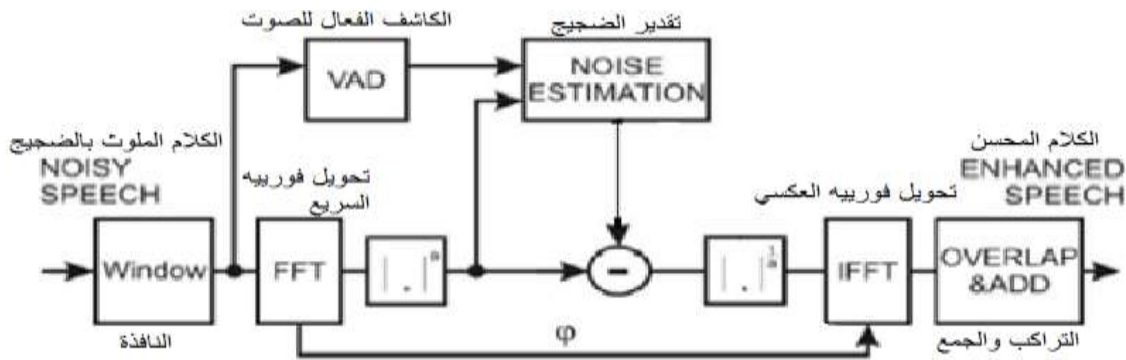 الكاشف الفعال للصوت
تقدير الضجيج
VAD
NOISE
ESTIMATION
الكلام الملوث بالضجيج
NOISY
SPEECH
تحويل فورييه
السريع
الكلام المحسن
ENHANCED
SPEECH
تحويل فورييه العكسي
Window
FFT
|.|
-
|.|
IFFT
OVERLAP
&ADD
النافذة
φ
التراكب والجمع